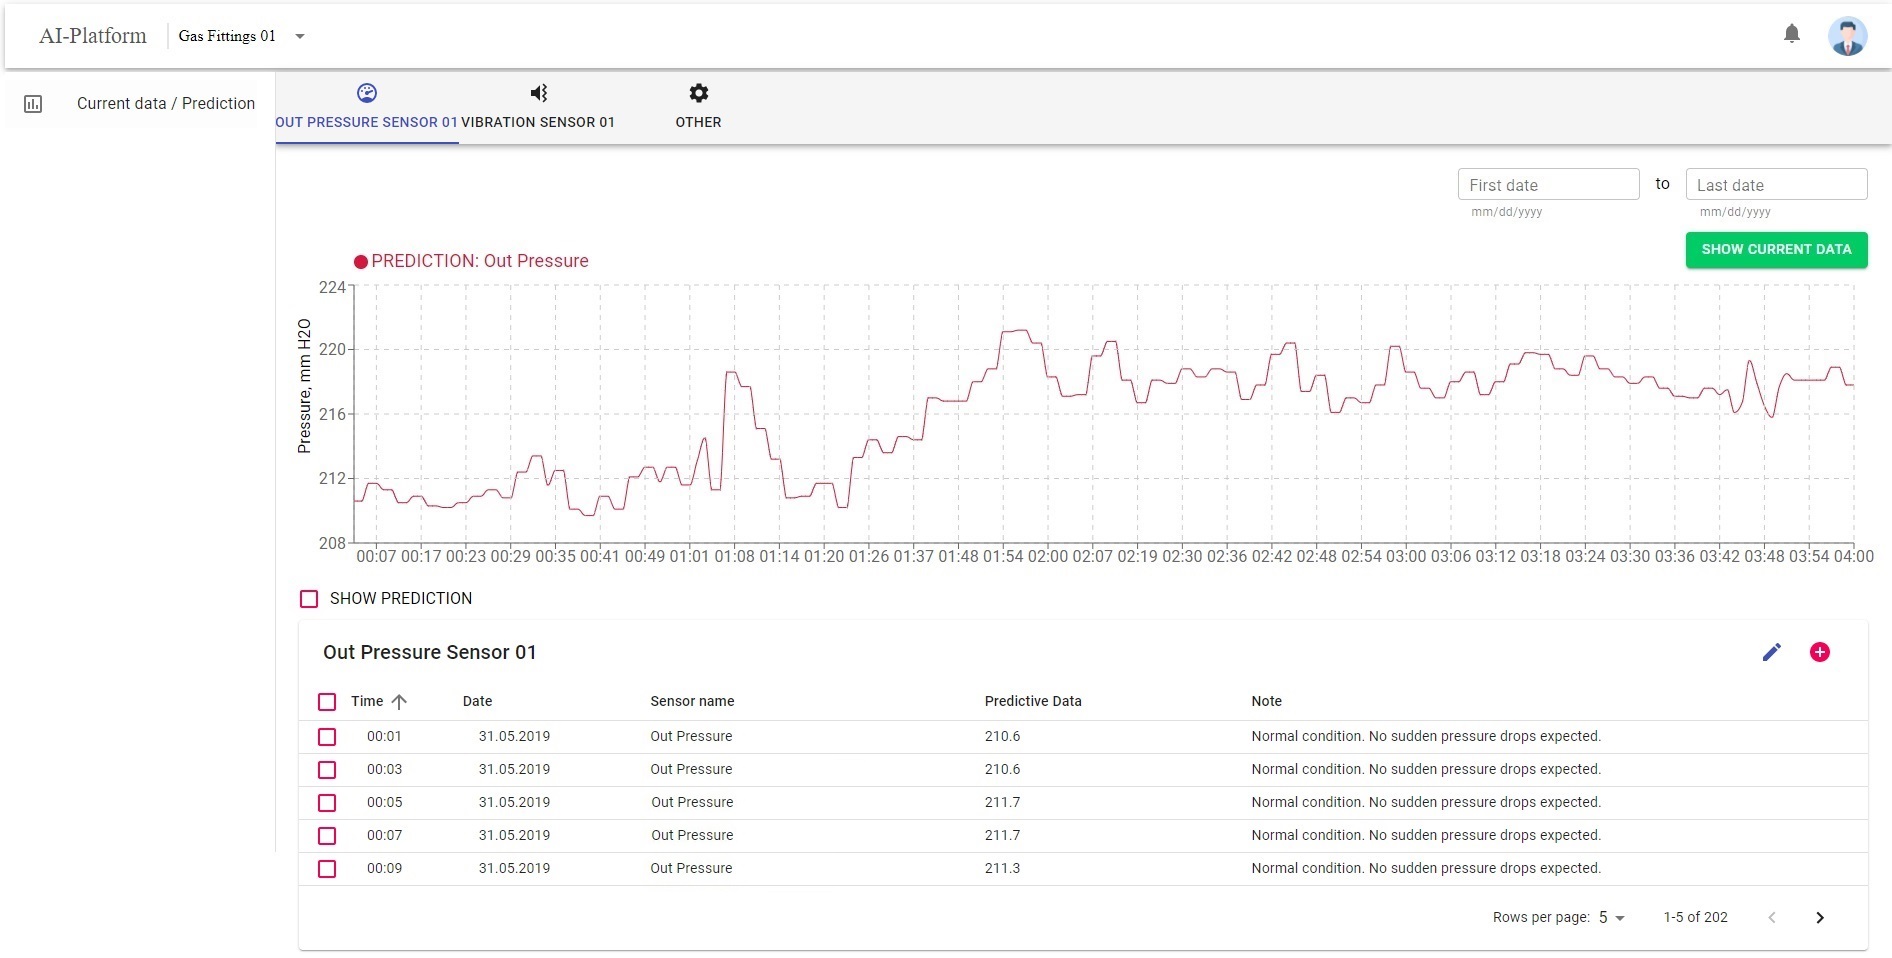 AI-Platform
Gas Fittings 01
Current data / Prediction
OUT PRESSURE SENSOR 01
VIBRATION SENSOR 01
OTHER
First date
to
Last date
mm/dd/yyyy
mm/dd/yyyy
SHOW CURRENT DATA
PREDICTION: Out Pressure
Pressure, mm H2O
224
220
216
212
208
00:07 00:17 00:23 00:29 00:35 00:41 00:49 01:01 01:08 01:14 01:20 01:26 01:37 01:48 01:54 02:00 02:07 02:19 02:30 02:36 02:42 02:48 02:54 03:00 03:06 03:12 03:18 03:24 03:30 03:36 03:42 03:48 03:54 04:00
SHOW PREDICTION
Out Pressure Sensor 01
Time Date Sensor name Predictive Data Note
00:01 31.05.2019 Out Pressure 210.6 Normal condition. No sudden pressure drops expected.
00:03 31.05.2019 Out Pressure 210.6 Normal condition. No sudden pressure drops expected.
00:05 31.05.2019 Out Pressure 211.7 Normal condition. No sudden pressure drops expected.
00:07 31.05.2019 Out Pressure 211.7 Normal condition. No sudden pressure drops expected.
00:09 31.05.2019 Out Pressure 211.3 Normal condition. No sudden pressure drops expected.
Rows per page: 5 1-5 of 202